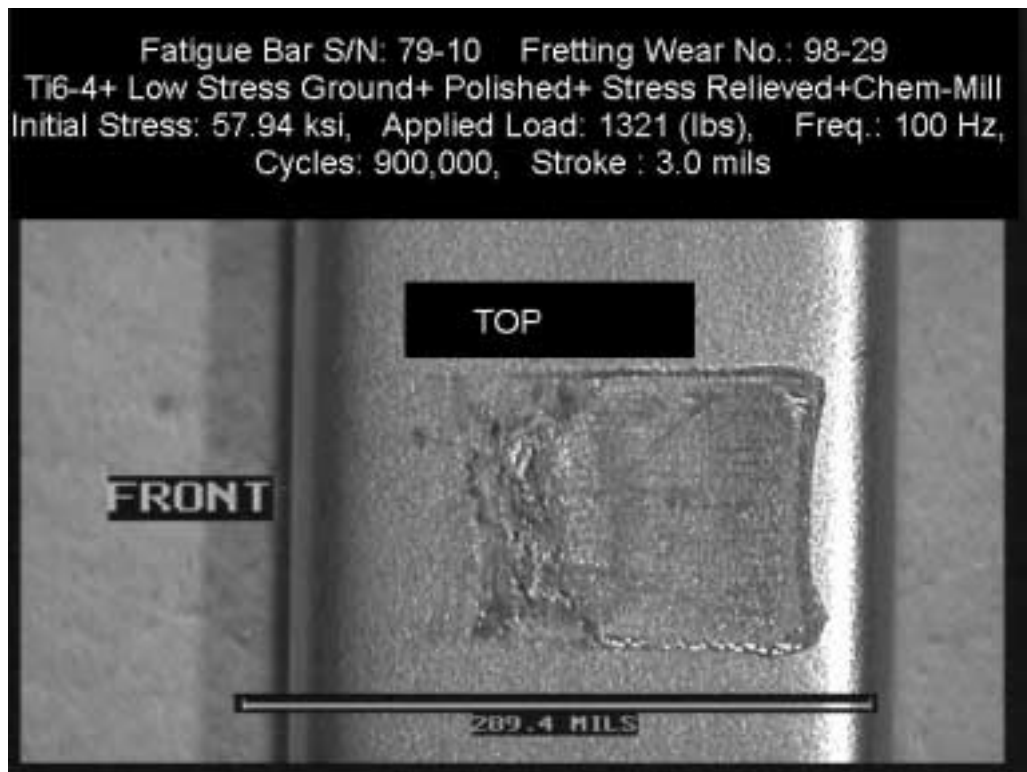 Fatigue Bar S/N: 79-10 Fretting Wear No.: 98-29
Ti6-4+ Low Stress Ground+ Polished+ Stress Relieved+Chem-Mill
Initial Stress: 57.94 ksi, Applied Load: 1321 (lbs), Freq.: 100 Hz,
Cycles: 900,000, Stroke : 3.0 mils
TOP
FRONT
209.4 MILS